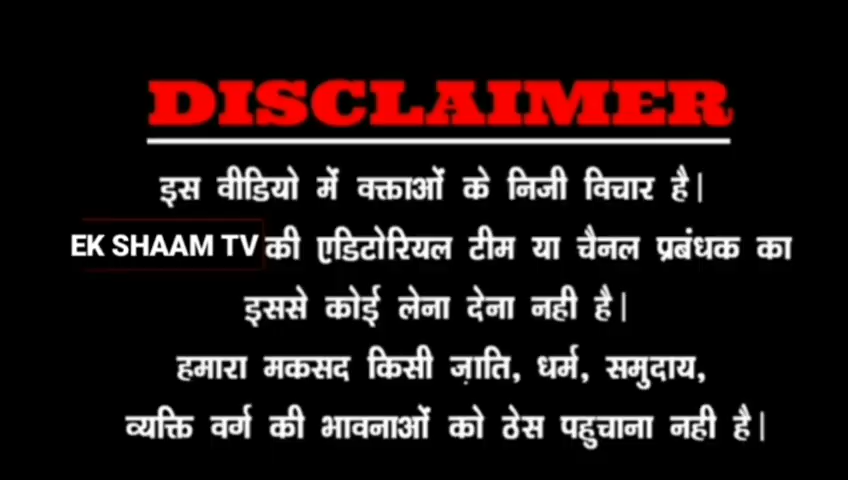 DISCLAIMER
इस वीडियो में वक्ताओं के निजी विचार है|
EK SHAAM TV की एडिटोरियल टीम या चैनल प्रबंधक का
इससे कोई लेना देना नही है|
हमारा मकसद किसी ज़ाति, धर्म, समुदाय,
व्यक्ति वर्ग की भावनाओं को ठेस पहुचाना नही है|